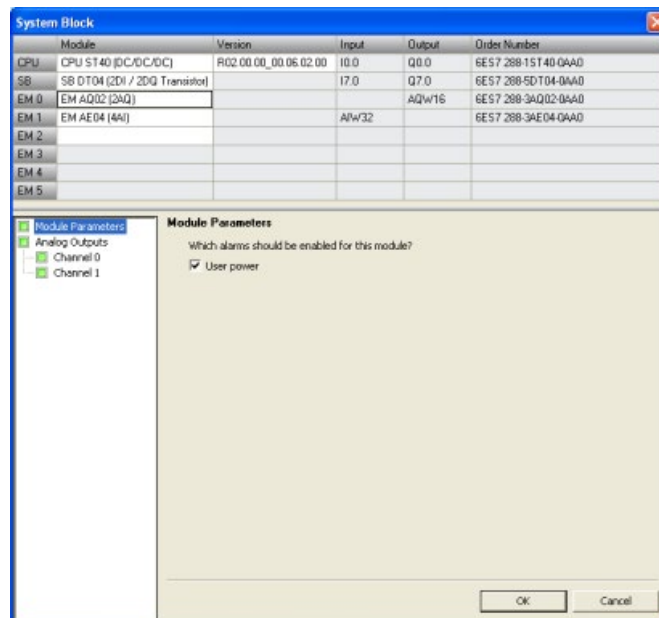 System Block
Module Version Input Output Order Number
CPU CPU ST40 (DC/DC/DC) R02.00.00_00.06.02.00 I0.0 Q0.0 6ES7 288-1ST40-0AA0
SB SB DT04 (2DI / 2DQ Transistor) I7.0 Q7.0 6ES7 288-5DT04-0AA0
EM 0 EM AQ02 (2AQ) AQW16 6ES7 288-3AQ02-0AA0
EM 1 EM AE04 (4AI) AIW32 6ES7 288-3AE04-0AA0
EM 2
EM 3
EM 4
EM 5
Module Parameters
Analog Outputs
Channel 0
Channel 1
Module Parameters
Which alarms should be enabled for this module?
User power
OK Cancel